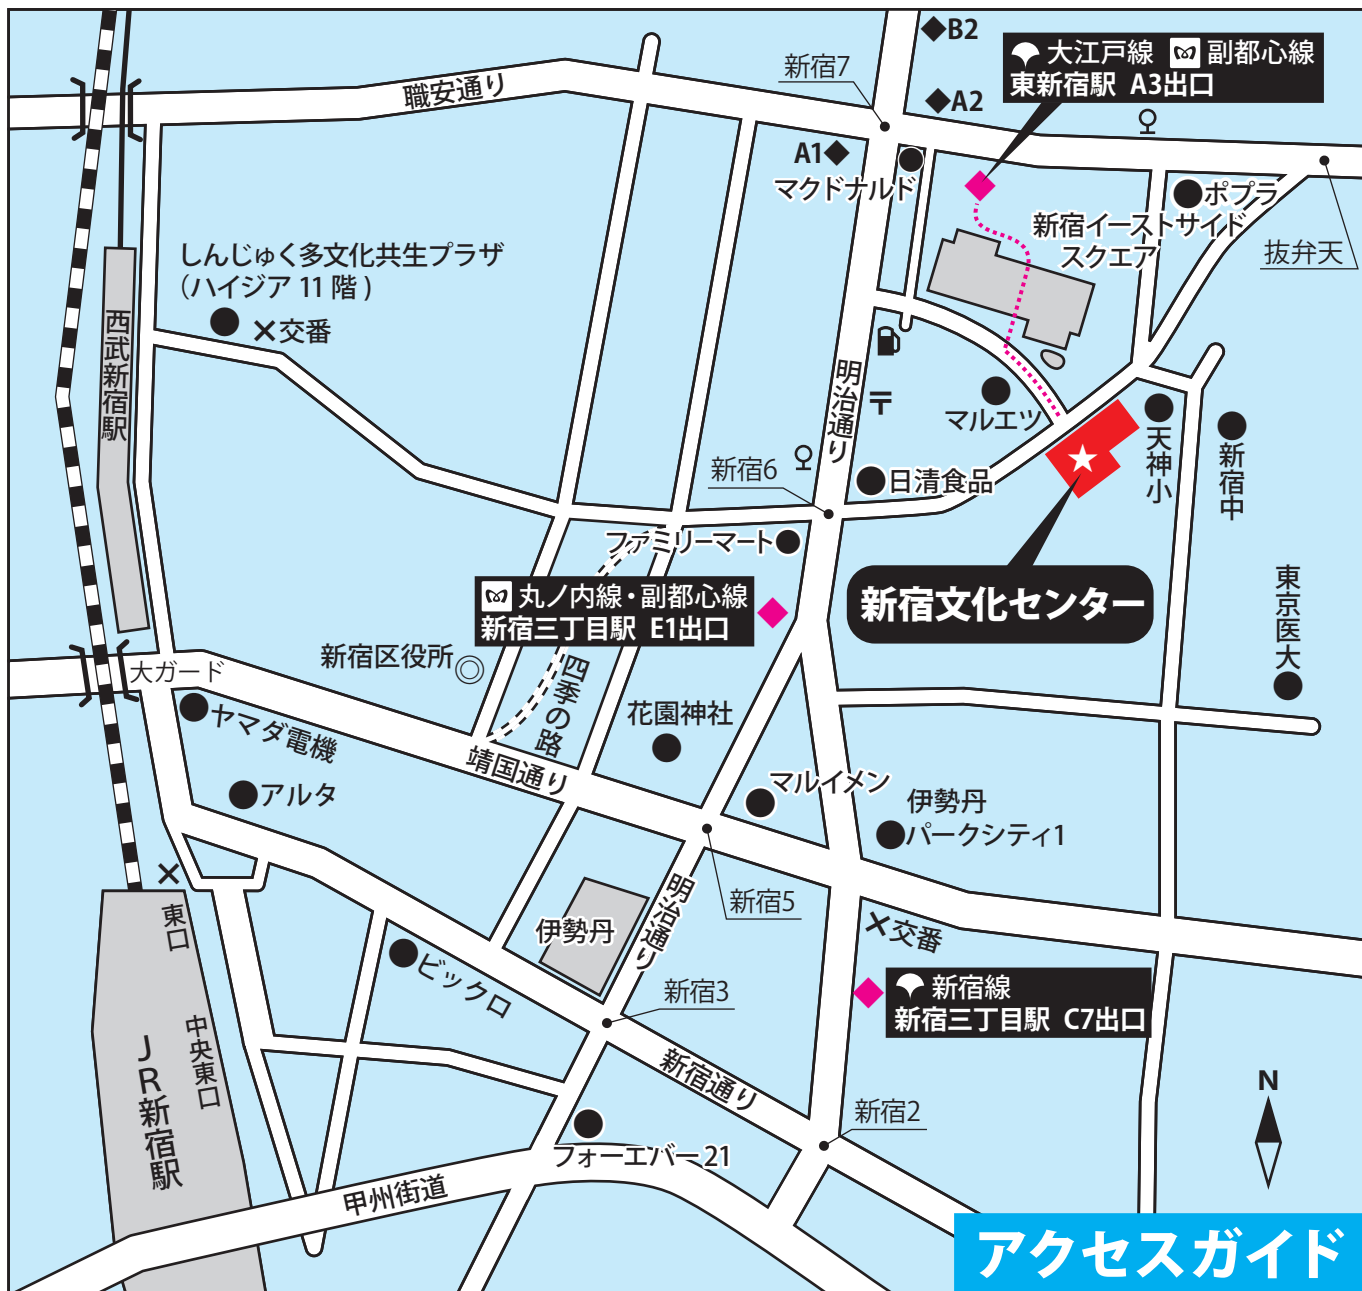 B2
大江戸線 副都心線
東新宿駅 A3出口
新宿7
職安通り
A2
A1
マクドナルド
ポプラ
新宿イーストサイド
スクエア
抜弁天
しんじゅく多文化共生プラザ
(ハイジア 11 階 )
交番
西武新宿駅
明治通り
〒
マルエツ
天神小
新宿中
新宿6
日清食品
ファミリーマート
新宿文化センター
丸ノ内線・副都心線
新宿三丁目駅 E1出口
東京医大
新宿区役所
大ガード
四季の路
花園神社
ヤマダ電機
靖国通り
アルタ
マルイメン
伊勢丹
パークシティ1
新宿5
明治通り
伊勢丹
交番
東口
ビックロ
新宿3
新宿線
新宿三丁目駅 C7出口
中央東口
JR新宿駅
新宿通り
新宿2
N
フォーエバー21
甲州街道
アクセスガイド